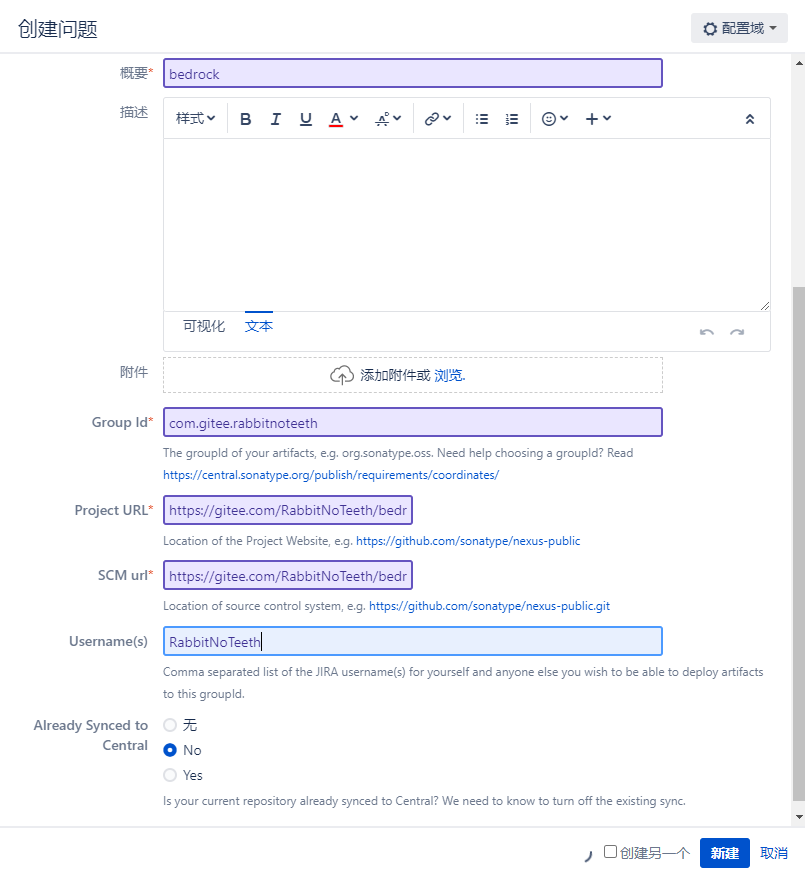 创建问题
配置域
概要*
bedrock
描述
样式 B I U A
可视化 文本
附件
添加附件或 浏览.
Group Id*
com.gitee.rabbitnoteeth
The groupId of your artifacts, e.g. org.sonatype.oss. Need help choosing a groupId? Read
https://central.sonatype.org/publish/requirements/coordinates/
Project URL*
https://gitee.com/RabbitNoTeeth/bedr
Location of the Project Website, e.g. https://github.com/sonatype/nexus-public
SCM url*
https://gitee.com/RabbitNoTeeth/bedr
Location of source control system, e.g. https://github.com/sonatype/nexus-public.git
Username(s)
RabbitNoTeeth
Comma separated list of the JIRA username(s) for yourself and anyone else you wish to be able to deploy artifacts
to this groupId.
Already Synced to
Central
无
No
Yes
Is your current repository already synced to Central? We need to know to turn off the existing sync.
创建另一个 新建 取消